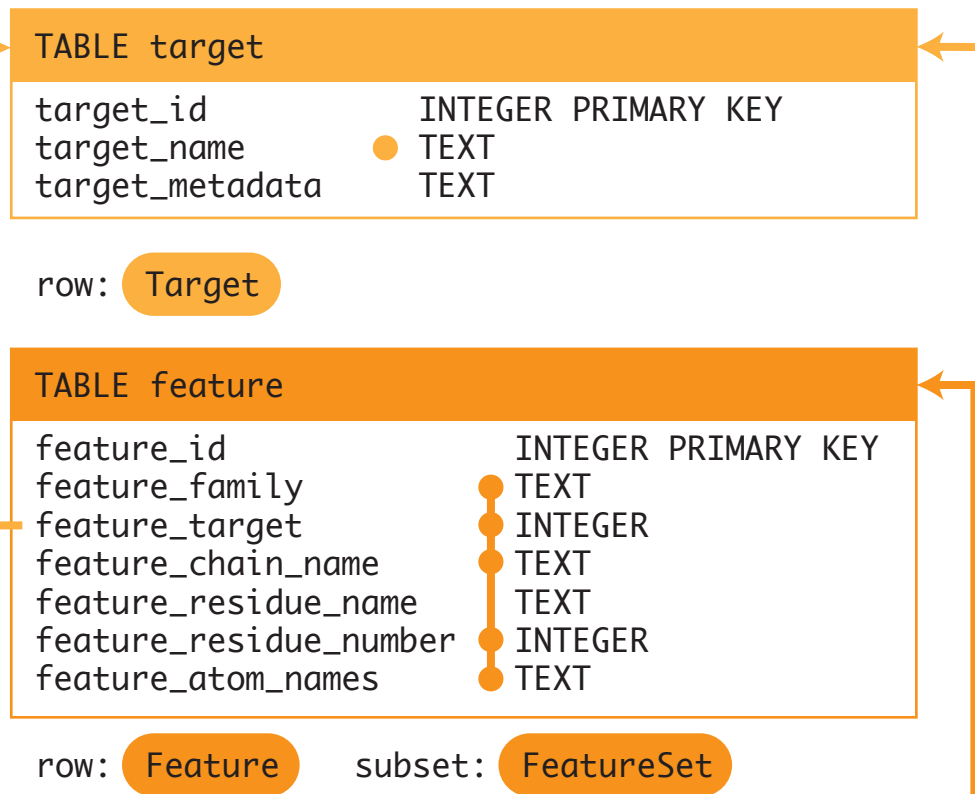 TABLE target
target_id INTEGER PRIMARY KEY
target_name TEXT
target_metadata TEXT
row: Target
TABLE feature
feature_id INTEGER PRIMARY KEY
feature_family TEXT
feature_target INTEGER
feature_chain_name TEXT
feature_residue_name TEXT
feature_residue_number INTEGER
feature_atom_names TEXT
row: Feature subset: FeatureSet